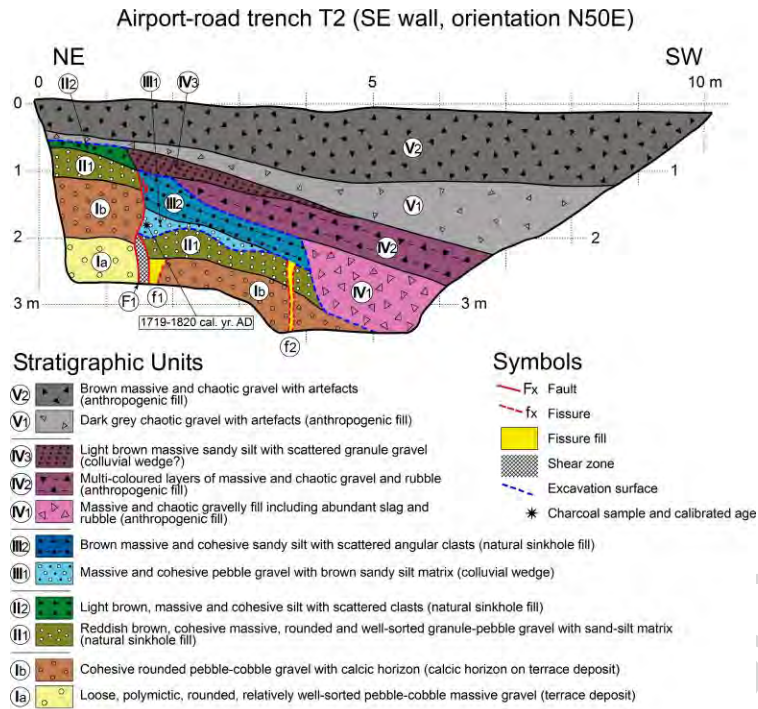 Airport-road trench T2 (SE wall, orientation N50E)
NE
SW
0
II2
III1
IV3
5
10 m
0
1
2
3 m
1
2
3 m
V2
V1
II1
Ib
Ia
III2
II1
Ib
IV2
IV1
F1
f1
f2
1719-1820 cal. yr. AD
Stratigraphic Units
V2 Brown massive and chaotic gravel with artefacts
(anthropogenic fill)
V1 Dark grey chaotic gravel with artefacts (anthropogenic fill)
IV3 Light brown massive sandy silt with scattered granule gravel
(colluvial wedge?)
IV2 Multi-coloured layers of massive and chaotic gravel and rubble
(anthropogenic fill)
IV1 Massive and chaotic gravelly fill including abundant slag and
rubble (anthropogenic fill)
III2 Brown massive and cohesive sandy silt with scattered angular clasts (natural sinkhole fill)
III1 Massive and cohesive pebble gravel with brown sandy silt matrix (colluvial wedge)
II2 Light brown, massive and cohesive silt with scattered clasts (natural sinkhole fill)
II1 Reddish brown, cohesive massive, rounded and well-sorted granule-pebble gravel with sand-silt matrix
(natural sinkhole fill)
Ib Cohesive rounded pebble-cobble gravel with calcic horizon (calcic horizon on terrace deposit)
Ia Loose, polymictic, rounded, relatively well-sorted pebble-cobble massive gravel (terrace deposit)
Symbols
Fx Fault
fx Fissure
Fissure fill
Shear zone
Excavation surface
Charcoal sample and calibrated age